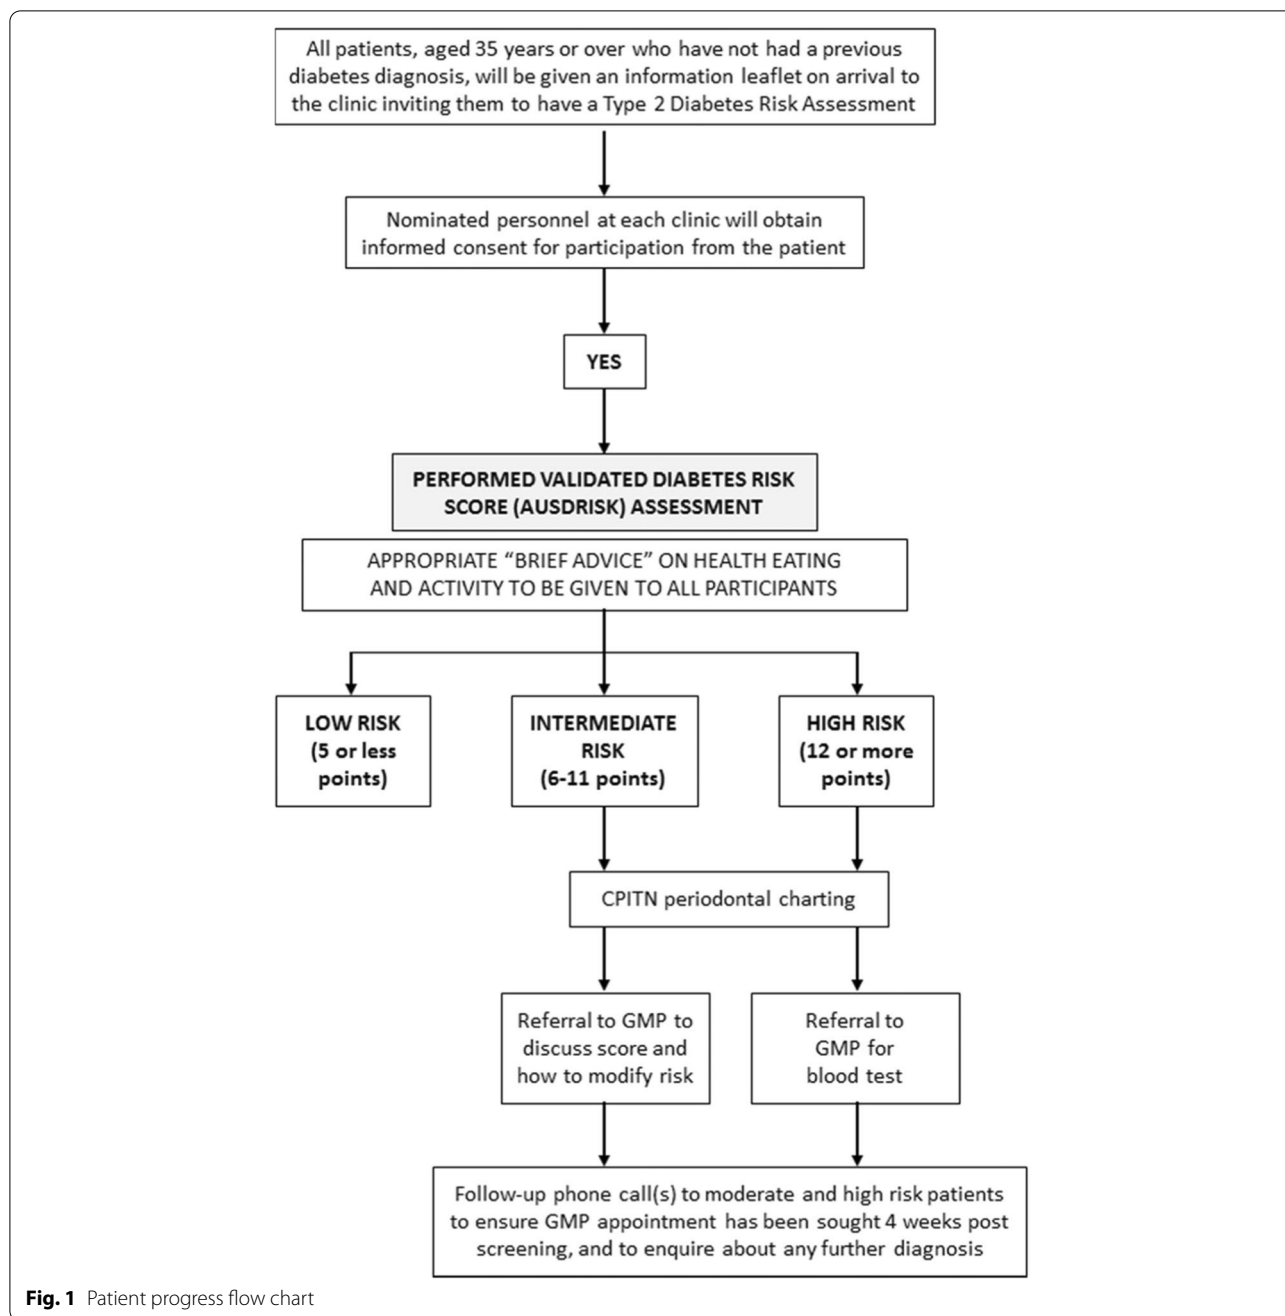 All patients, aged 35 years or over who have not had a previous
diabetes diagnosis, will be given an information leaflet on arrival to
the clinic inviting them to have a Type 2 Diabetes Risk Assessment
Nominated personnel at each clinic will obtain
informed consent for participation from the patient
YES
PERFORMED VALIDATED DIABETES RISK
SCORE (AUSDRISK) ASSESSMENT
APPROPRIATE “BRIEF ADVICE” ON HEALTH EATING
AND ACTIVITY TO BE GIVEN TO ALL PARTICIPANTS
LOW RISK
(5 or less
points)
INTERMEDIATE
RISK
(6-11 points)
HIGH RISK
(12 or more
points)
CPITN periodontal charting
Referral to GMP to
discuss score and
how to modify risk
Referral to
GMP for
blood test
Follow-up phone call(s) to moderate and high risk patients
to ensure GMP appointment has been sought 4 weeks post
screening, and to enquire about any further diagnosis
Fig. 1 Patient progress flow chart